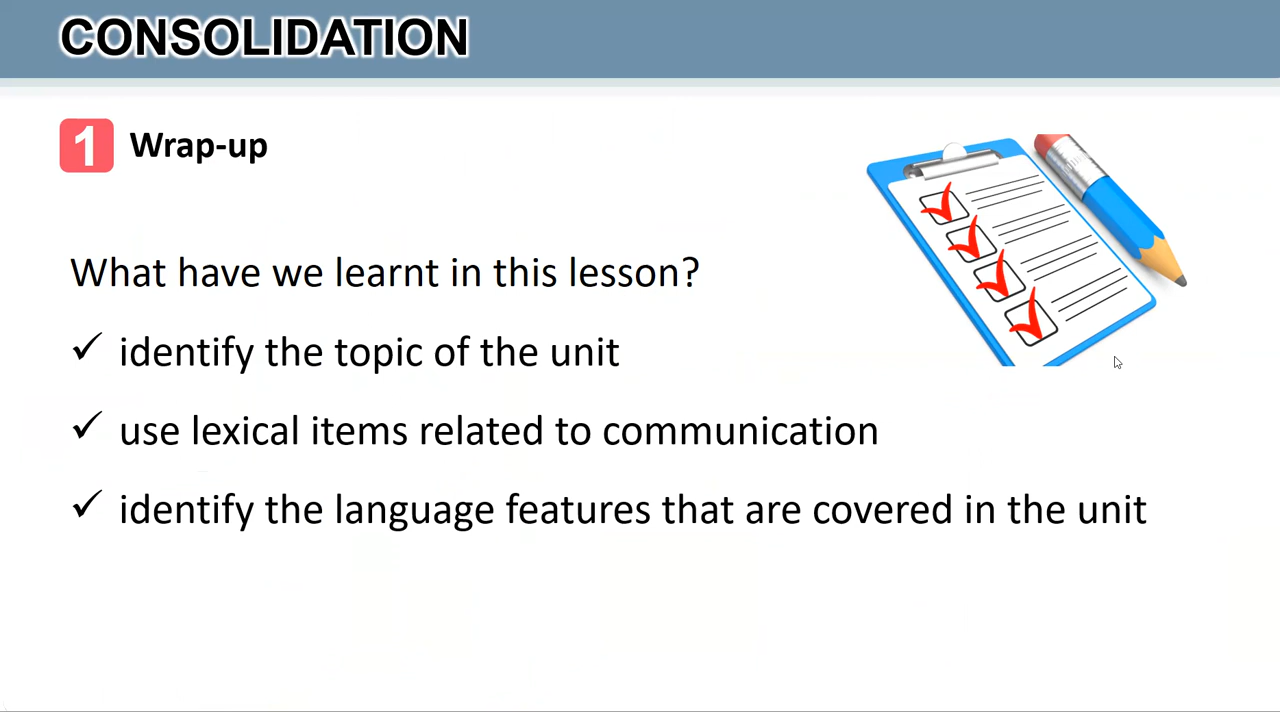 CONSOLIDATION
1 Wrap-up
What have we learnt in this lesson?
✓ identify the topic of the unit
✓ use lexical items related to communication
✓ identify the language features that are covered in the unit